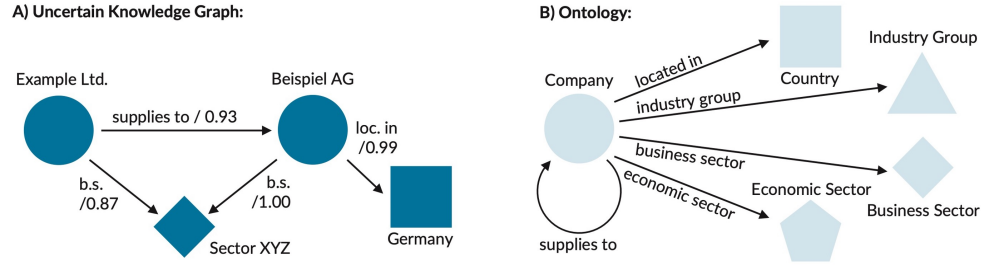 A) Uncertain Knowledge Graph:
Example Ltd.
Beispiel AG
supplies to / 0.93
loc. in
/0.99
b.s.
/0.87
b.s.
/1.00
Sector XYZ
Germany
B) Ontology:
Company
located in
Country
Industry Group
industry group
business sector
economic sector
Economic Sector
Business Sector
supplies to